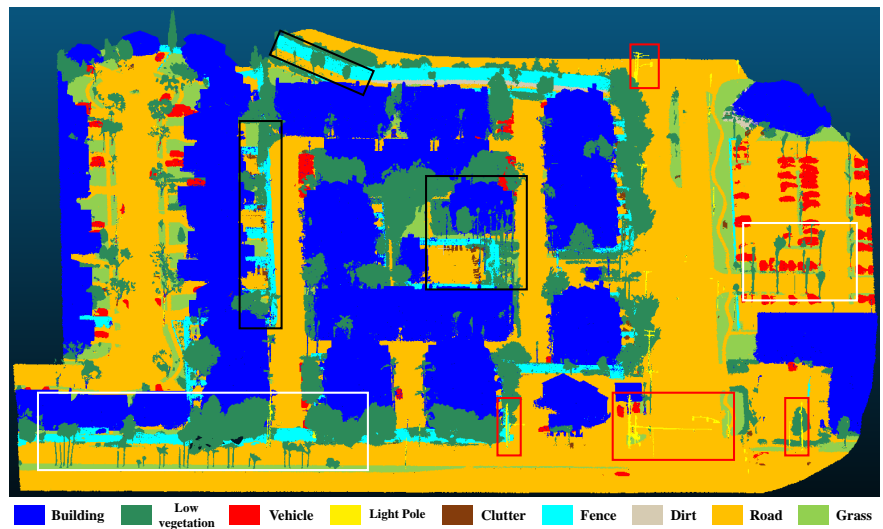 Building
Low
vegetation
Vehicle
Light Pole
Clutter
Fence
Dirt
Road
Grass